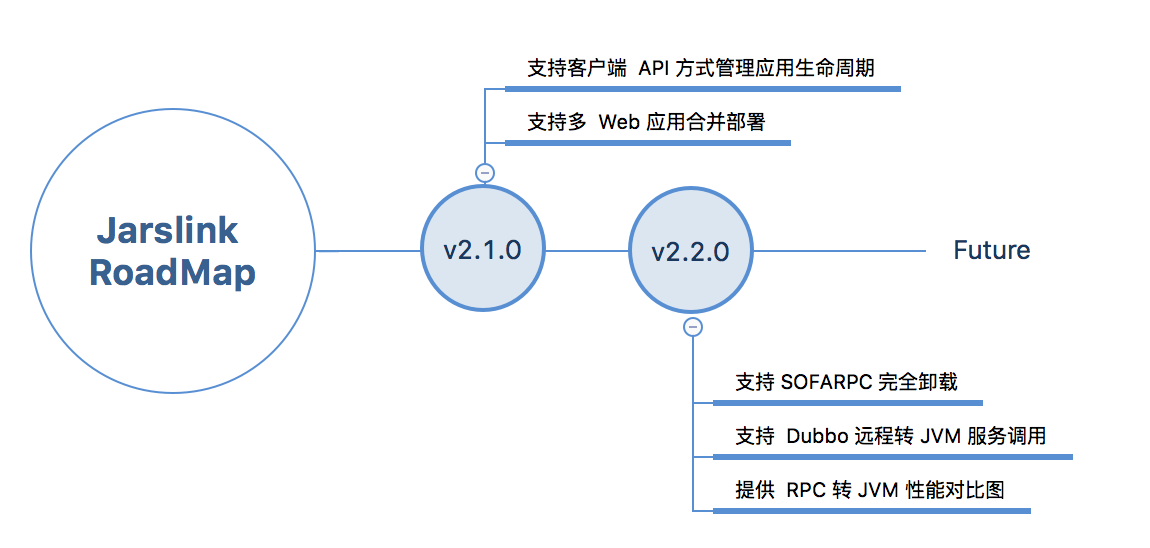 支持客户端 API 方式管理应用生命周期
支持多 Web 应用合并部署
Jarslink
RoadMap
v2.1.0
v2.2.0
Future
支持 SOFARPC 完全卸载
支持 Dubbo 远程转 JVM 服务调用
提供 RPC 转 JVM 性能对比图